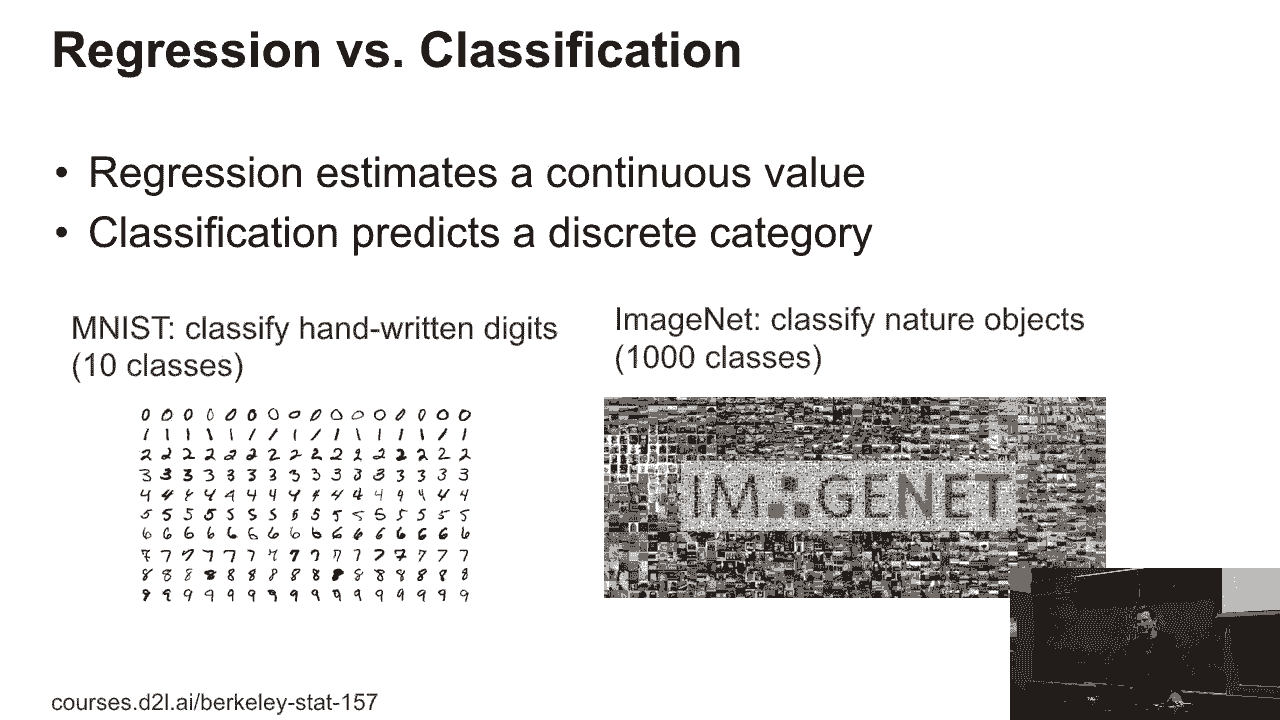 Regression vs. Classification
• Regression estimates a continuous value
• Classification predicts a discrete category
MNIST: classify hand-written digits
(10 classes)
ImageNet: classify nature objects
(1000 classes)
0 0 0 0 0 0 0 0 0 0 0 0 0 0 0 0
1 1 1 1 1 1 1 1 1 1 1 1 1 1 1 1
2 2 2 2 2 2 2 2 2 2 2 2 2 2 2 2
3 3 3 3 3 3 3 3 3 3 3 3 3 3 3 3
4 4 4 4 4 4 4 4 4 4 4 4 4 4 4 4
5 5 5 5 5 5 5 5 5 5 5 5 5 5 5 5
6 6 6 6 6 6 6 6 6 6 6 6 6 6 6 6
7 7 7 7 7 7 7 7 7 7 7 7 7 7 7 7
8 8 8 8 8 8 8 8 8 8 8 8 8 8 8 8
9 9 9 9 9 9 9 9 9 9 9 9 9 9 9 9
IMAGENET
courses.d2l.ai/berkeley-stat-157